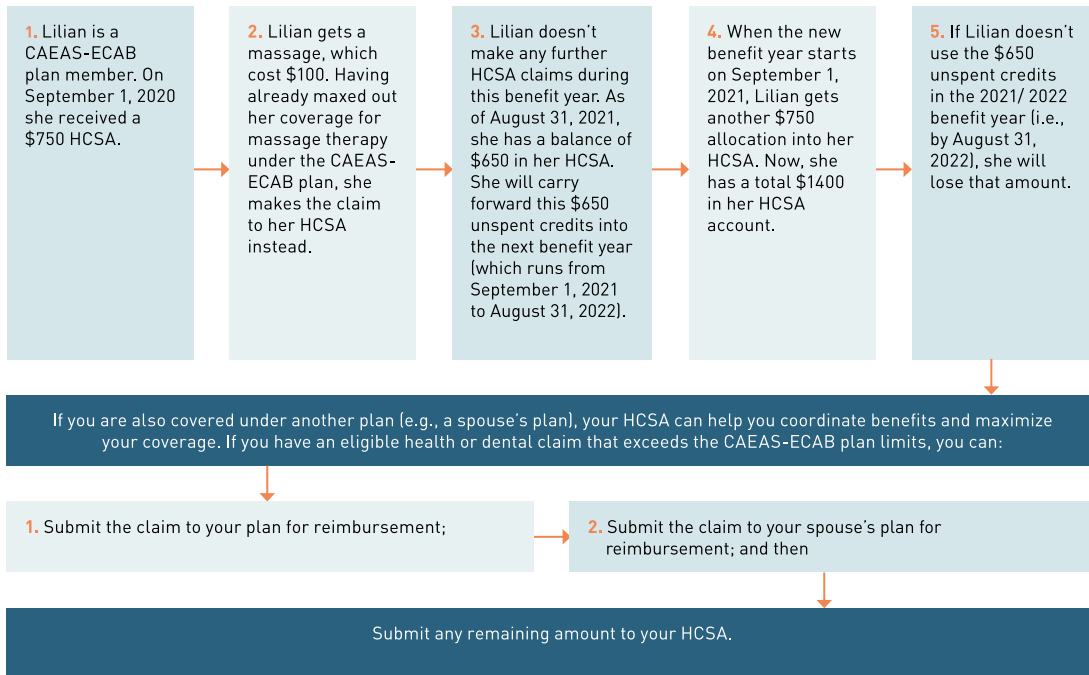 1. Lilian is a
CAEAS-ECAB
plan member. On
September 1, 2020
she received a
$750 HCSA.
2. Lilian gets a
massage, which
cost $100. Having
already maxed out
her coverage for
massage therapy
under the CAEAS-
ECAB plan, she
makes the claim
to her HCSA
instead.
3. Lilian doesn't
make any further
HCSA claims during
this benefit year. As
of August 31, 2021,
she has a balance of
$650 in her HCSA.
She will carry
forward this $650
unspent credits into
the next benefit year
(which runs from
September 1, 2021
to August 31, 2022).
4. When the new
benefit year starts
on September 1,
2021, Lilian gets
another $750
allocation into her
HCSA. Now, she
has a total $1400
in her HCSA
account.
5. If Lilian doesn't
use the $650
unspent credits
in the 2021/ 2022
benefit year (i.e.,
by August 31,
2022), she will
lose that amount.
If you are also covered under another plan (e.g., a spouse's plan), your HCSA can help you coordinate benefits and maximize
your coverage. If you have an eligible health or dental claim that exceeds the CAEAS-ECAB plan limits, you can:
1. Submit the claim to your plan for reimbursement;
2. Submit the claim to your spouse's plan for
reimbursement; and then
Submit any remaining amount to your HCSA.